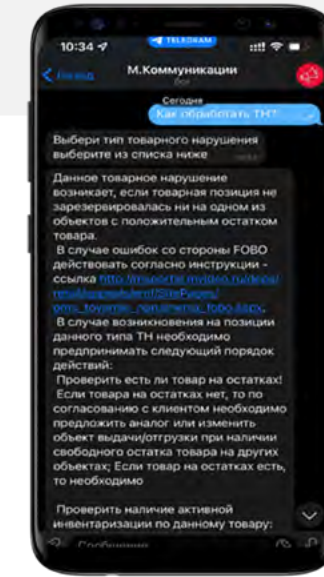 10:34
TELEGRAM
Назад
М.Коммуникации
бот
Сегодня
Как обработать ТН?
Выбери тип товарного нарушения
выберите из списка ниже
Данное товарное нарушение
возникает, если товарная позиция не
зарезервировалась ни на одном из
объектов с положительным остатком
товара.
В случае ошибок со стороны FOBO
действовать согласно инструкции -
ссылка
В случае возникновения на позиции
данного типа ТН необходимо
предпринимать следующий порядок
действий:
Проверить есть ли товар на остатках!
Если товара на остатках нет, то по
согласованию с клиентом необходимо
предложить аналог или изменить
объект выдачи/отгрузки при наличии
свободного остатка товара на других
объектах; Если товар на остатках есть,
то необходимо
Проверить наличие активной
инвентаризации по данному товару:
Сообщение